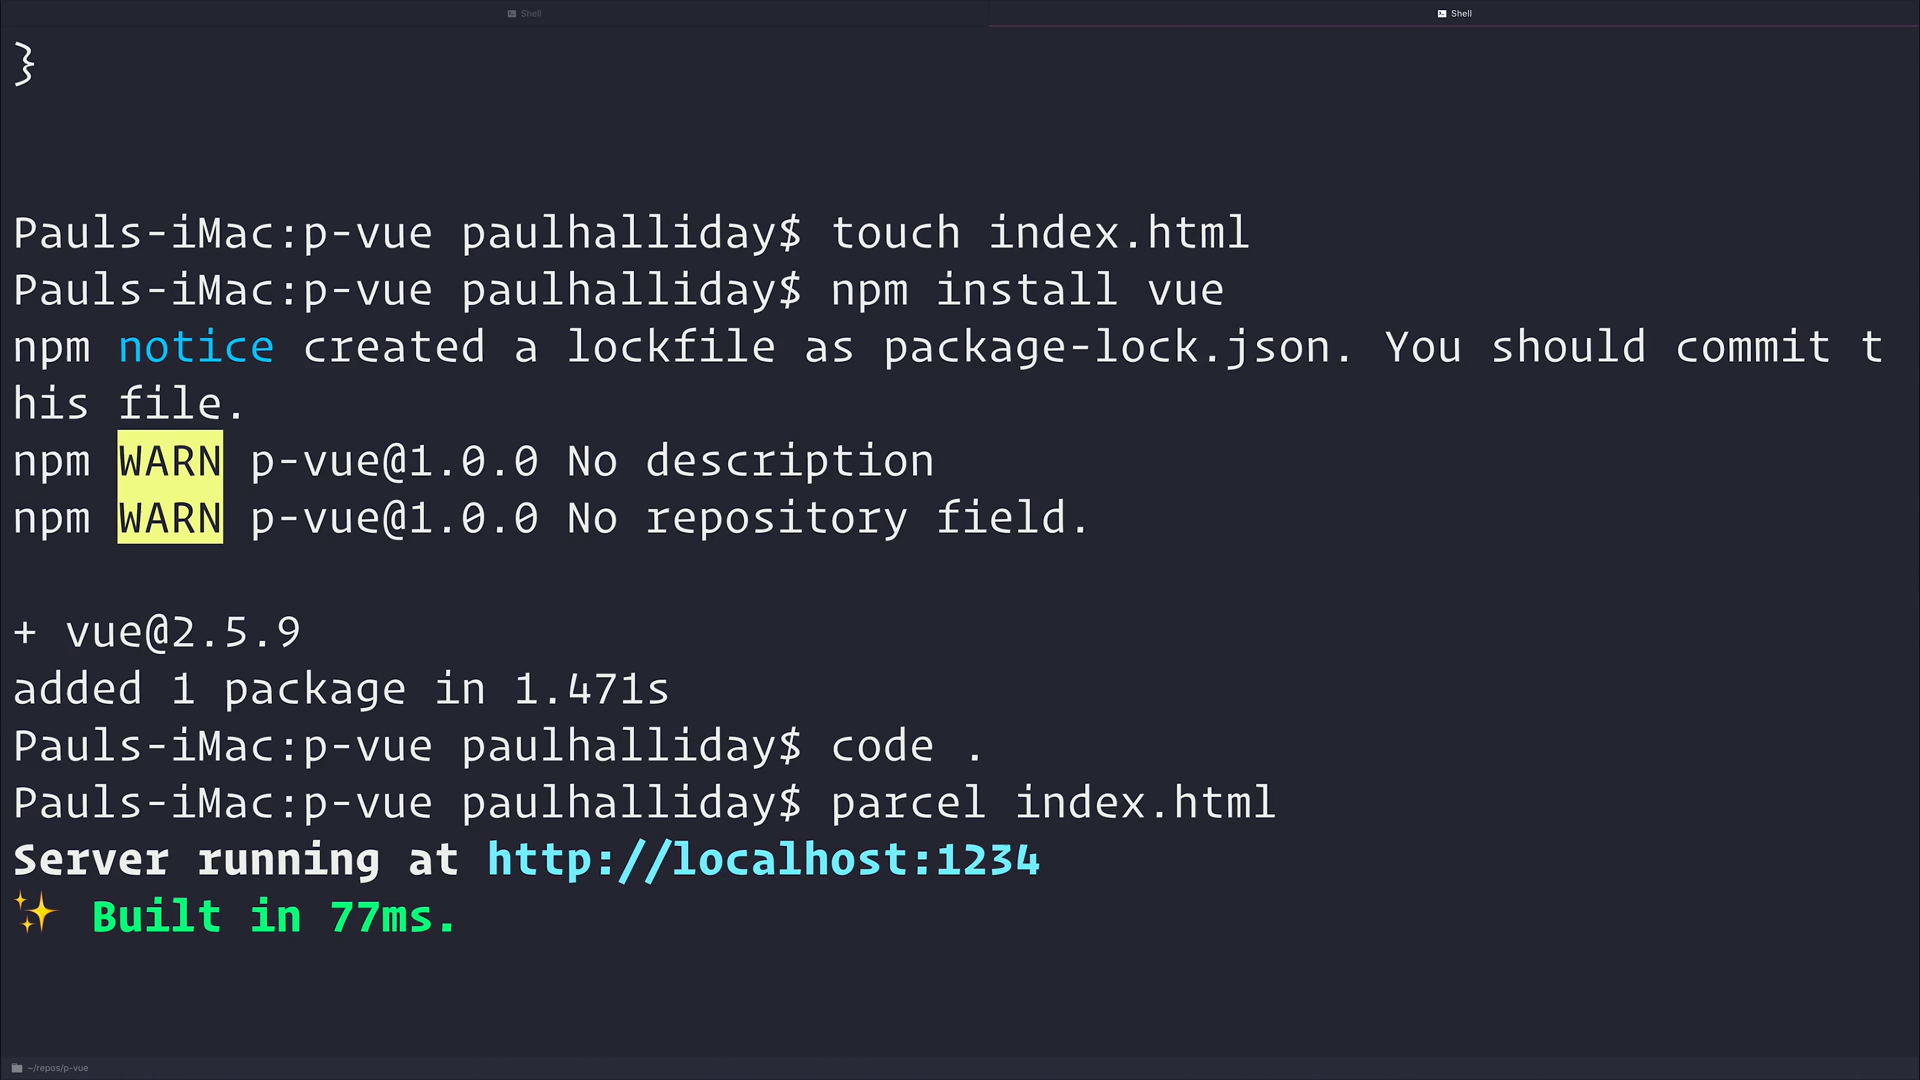 Shell
Shell
}
Pauls-iMac:p-vue paulhalliday$ touch index.html
Pauls-iMac:p-vue paulhalliday$ npm install vue
npm notice created a lockfile as package-lock.json. You should commit t
his file.
npm WARN p-vue@1.0.0 No description
npm WARN p-vue@1.0.0 No repository field.
+ vue@2.5.9
added 1 package in 1.471s
Pauls-iMac:p-vue paulhalliday$ code .
Pauls-iMac:p-vue paulhalliday$ parcel index.html
Server running at http://localhost:1234
✨ Built in 77ms.
~/repos/p-vue